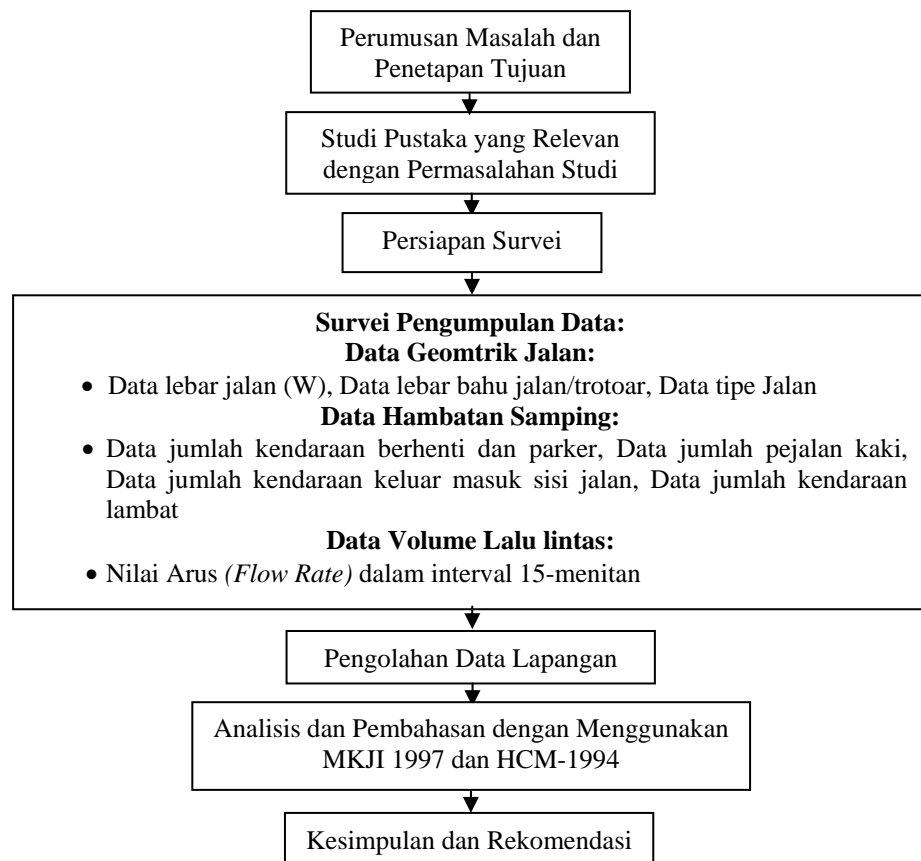 Perumusan Masalah dan
Penetapan Tujuan
Studi Pustaka yang Relevan
dengan Permasalahan Studi
Persiapan Survei
Survei Pengumpulan Data:
Data Geomtrik Jalan:
• Data lebar jalan (W), Data lebar bahu jalan/trotoar, Data tipe Jalan
Data Hambatan Samping:
• Data jumlah kendaraan berhenti dan parker, Data jumlah pejalan kaki,
Data jumlah kendaraan keluar masuk sisi jalan, Data jumlah kendaraan
lambat
Data Volume Lalu lintas:
• Nilai Arus (Flow Rate) dalam interval 15-menitan
Pengolahan Data Lapangan
Analisis dan Pembahasan dengan Menggunakan
MKJI 1997 dan HCM-1994
Kesimpulan dan Rekomendasi